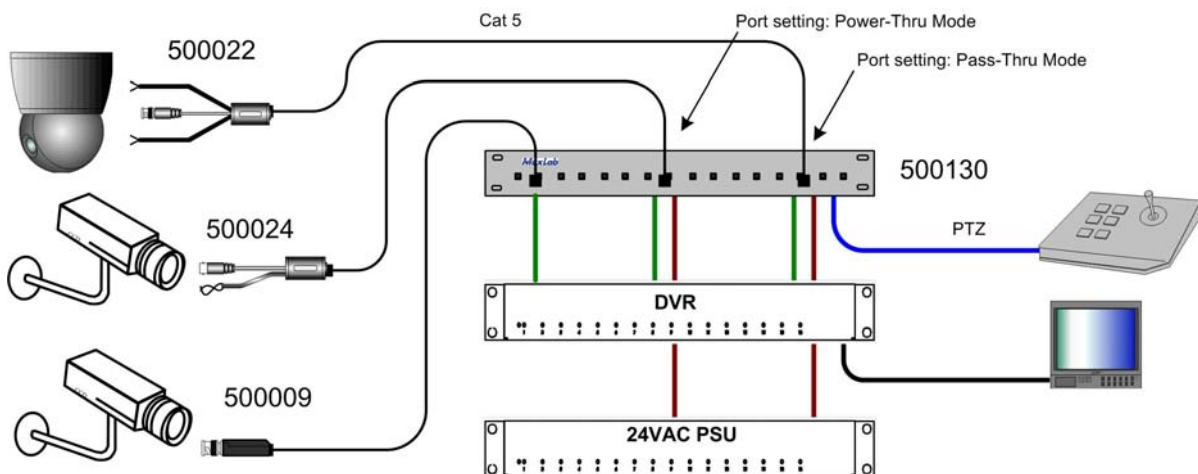 Cat 5
Port setting: Power-Thru Mode
500022
Port setting: Pass-Thru Mode
MuxLab
500130
500024
PTZ
DVR
500009
24VAC PSU